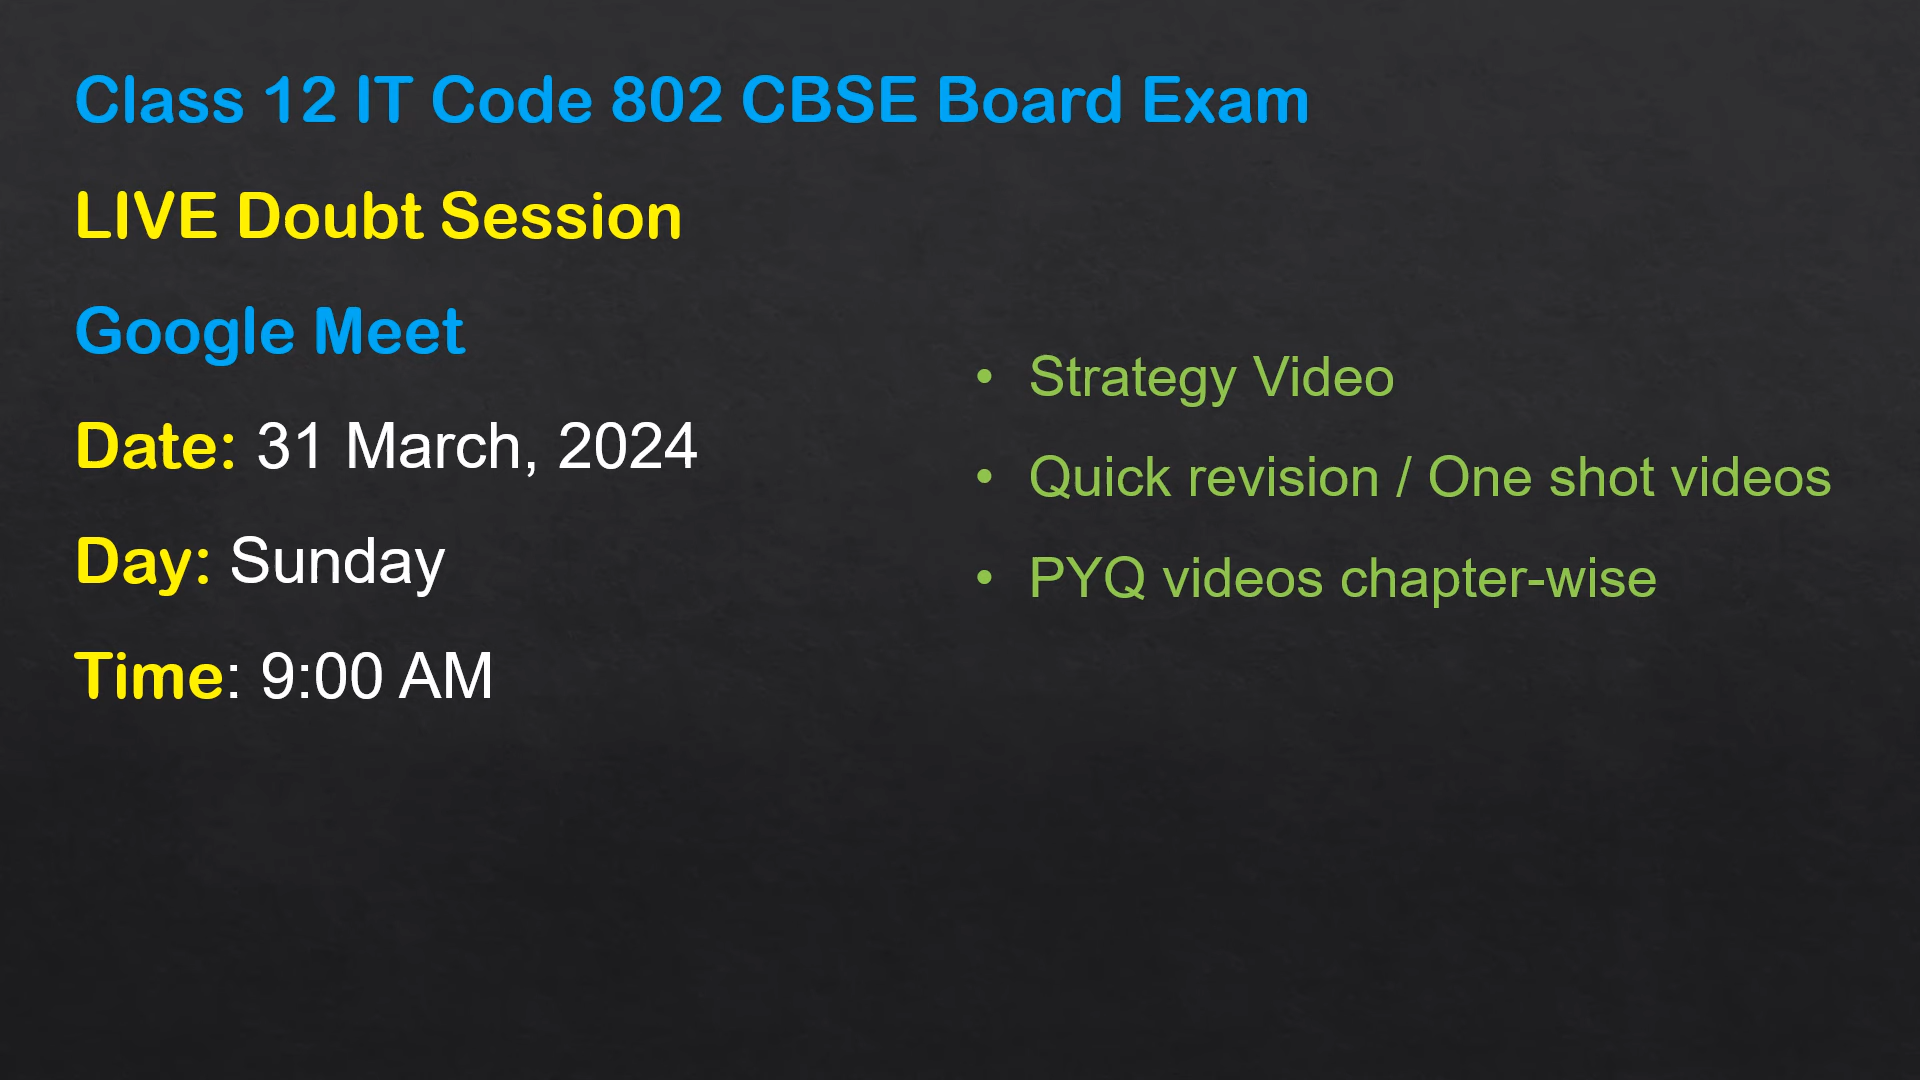 Class 12 IT Code 802 CBSE Board Exam
LIVE Doubt Session
Google Meet
Date: 31 March, 2024
Day: Sunday
Time: 9:00 AM
• Strategy Video
• Quick revision / One shot videos
• PYQ videos chapter-wise